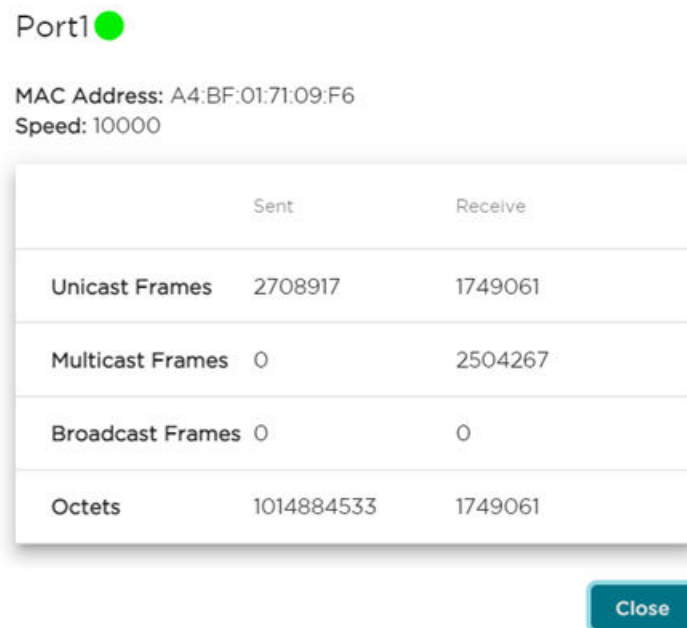 Port1
MAC Address: A4:BF:01:71:09:F6
Speed: 10000
Sent Receive
Unicast Frames 2708917 1749061
Multicast Frames 0 2504267
Broadcast Frames 0 0
Octets 1014884533 1749061
Close